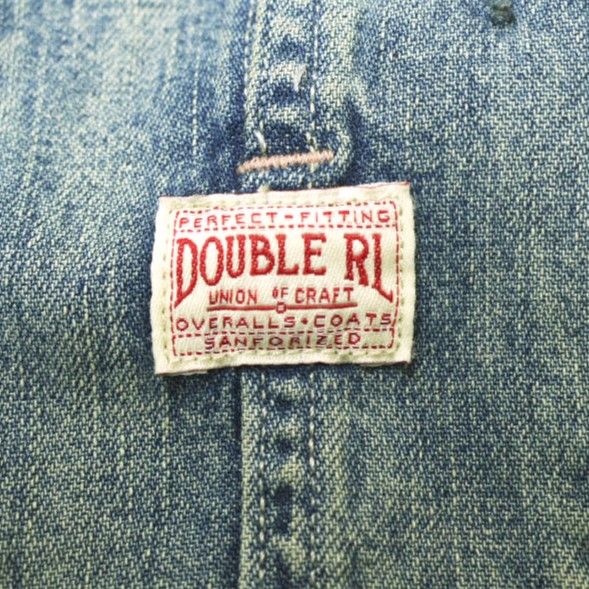 PERFECT-FITTING
DOUBLE RL
UNION OF CRAFT
OVERALLS·COATS
SANFORIZED